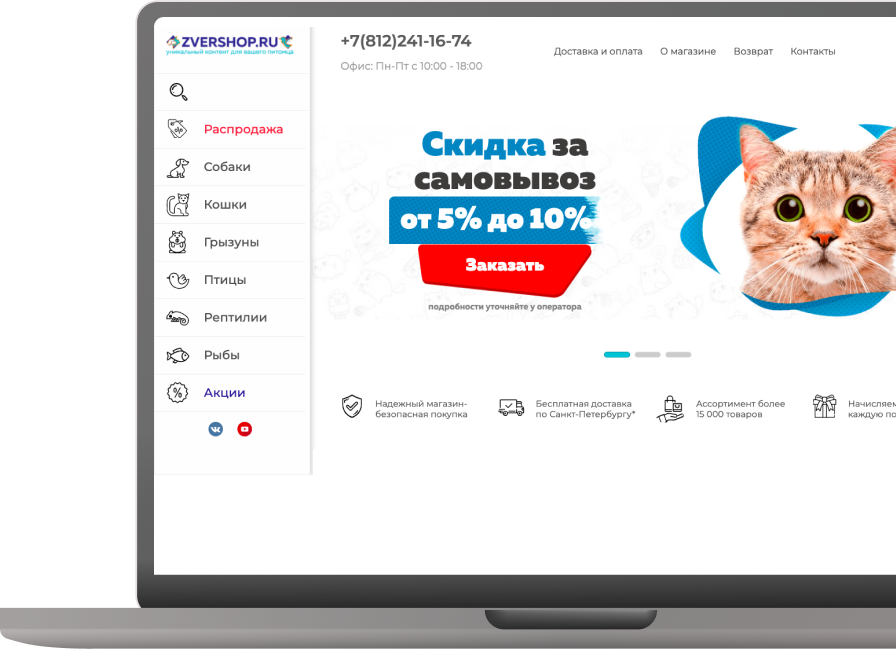 ZVERSHOP.RU
уникальный контент для вашего питомца
Распродажа
Собаки
Кошки
Грызуны
Птицы
Рептилии
Рыбы
Акции
+7(812)241-16-74
Офис: Пн-Пт с 10:00 - 18:00
Доставка и оплата О магазине Возврат Контакты
Скидка за
самовывоз
от 5% до 10%
Заказать
подробности уточняйте у оператора
Надежный магазин-
безопасная покупка
Бесплатная доставка
по Санкт-Петербургу*
Ассортимент более
15 000 товаров
Начисляем
каждую по